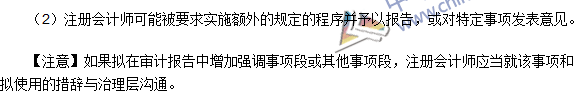 （2）注册会计师可能被要求实施额外的规定的程序并予以报告，或对特定事项发表意见。
【注意】如果拟在审计报告中增加强调事项段或其他事项段，注册会计师应当就该事项和
拟使用的措辞与治理层沟通。